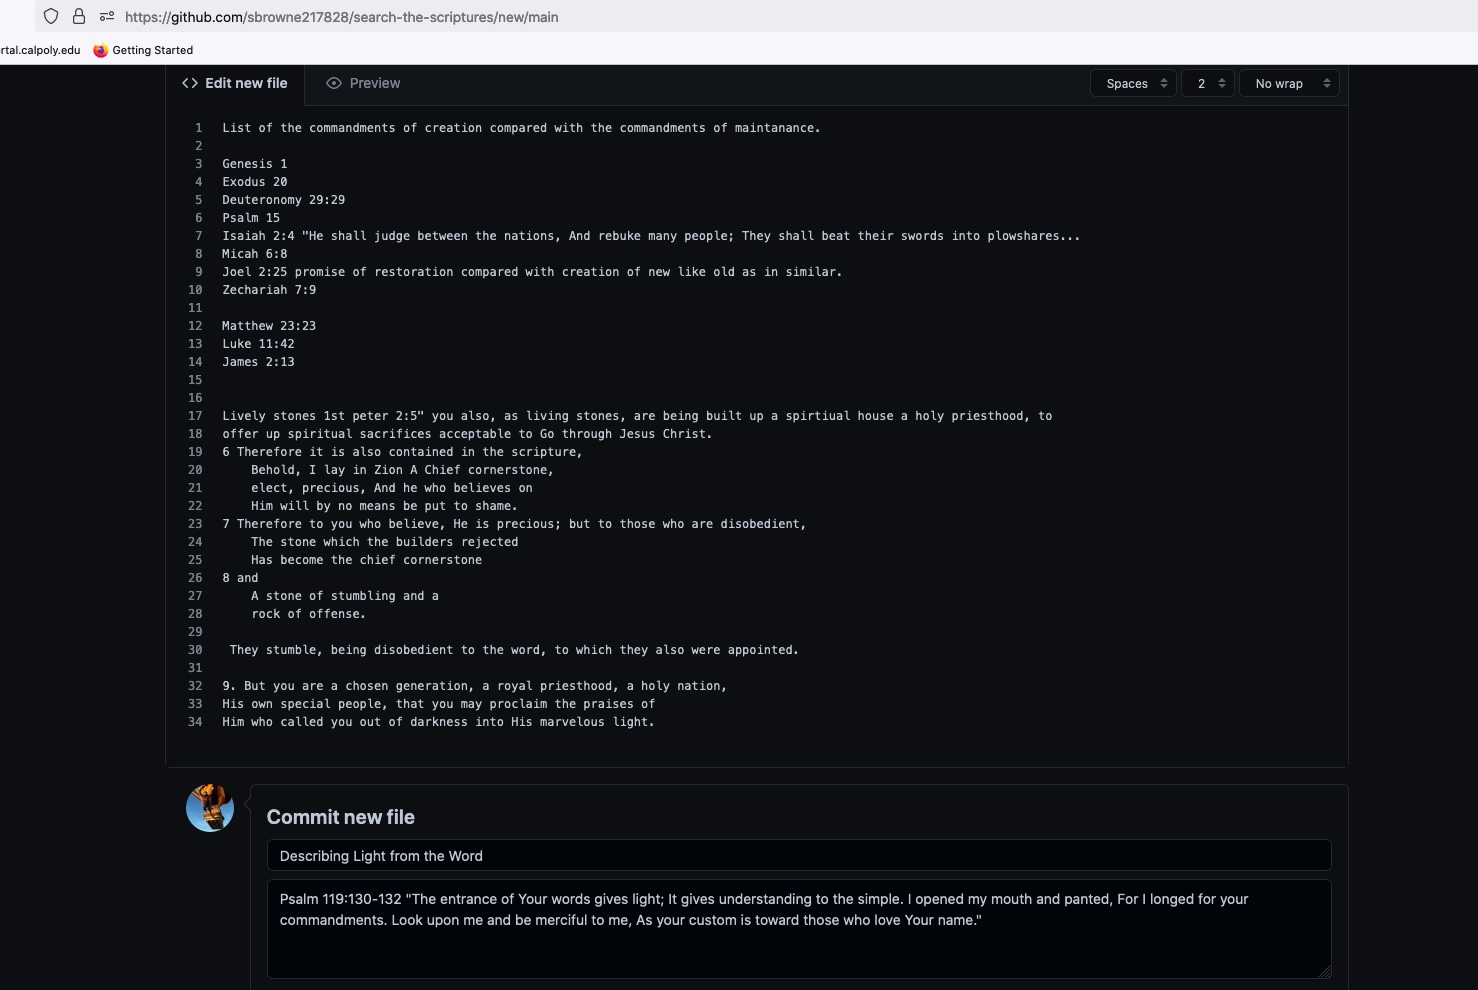 https://github.com/sbrowne217828/search-the-scriptures/new/main
rtal.calpoly.edu Getting Started
<> Edit new file Preview Spaces 2 No wrap
1 List of the commandments of creation compared with the commandments of maintanance.
2
3 Genesis 1
4 Exodus 20
5 Deuteronomy 29:29
6 Psalm 15
7 Isaiah 2:4 "He shall judge between the nations, And rebuke many people; They shall beat their swords into plowshares...
8 Micah 6:8
9 Joel 2:25 promise of restoration compared with creation of new like old as in similar.
10 Zechariah 7:9
11
12 Matthew 23:23
13 Luke 11:42
14 James 2:13
15
16
17 Lively stones 1st peter 2:5" you also, as living stones, are being built up a spirtiual house a holy priesthood, to
18 offer up spiritual sacrifices acceptable to Go through Jesus Christ.
19 6 Therefore it is also contained in the scripture,
20 Behold, I lay in Zion A Chief cornerstone,
21 elect, precious, And he who believes on
22 Him will by no means be put to shame.
23 7 Therefore to you who believe, He is precious; but to those who are disobedient,
24 The stone which the builders rejected
25 Has become the chief cornerstone
26 8 and
27 A stone of stumbling and a
28 rock of offense.
29
30 They stumble, being disobedient to the word, to which they also were appointed.
31
32 9. But you are a chosen generation, a royal priesthood, a holy nation,
33 His own special people, that you may proclaim the praises of
34 Him who called you out of darkness into His marvelous light.
Commit new file
Describing Light from the Word
Psalm 119:130-132 "The entrance of Your words gives light; It gives understanding to the simple. I opened my mouth and panted, For I longed for your
commandments. Look upon me and be merciful to me, As your custom is toward those who love Your name."